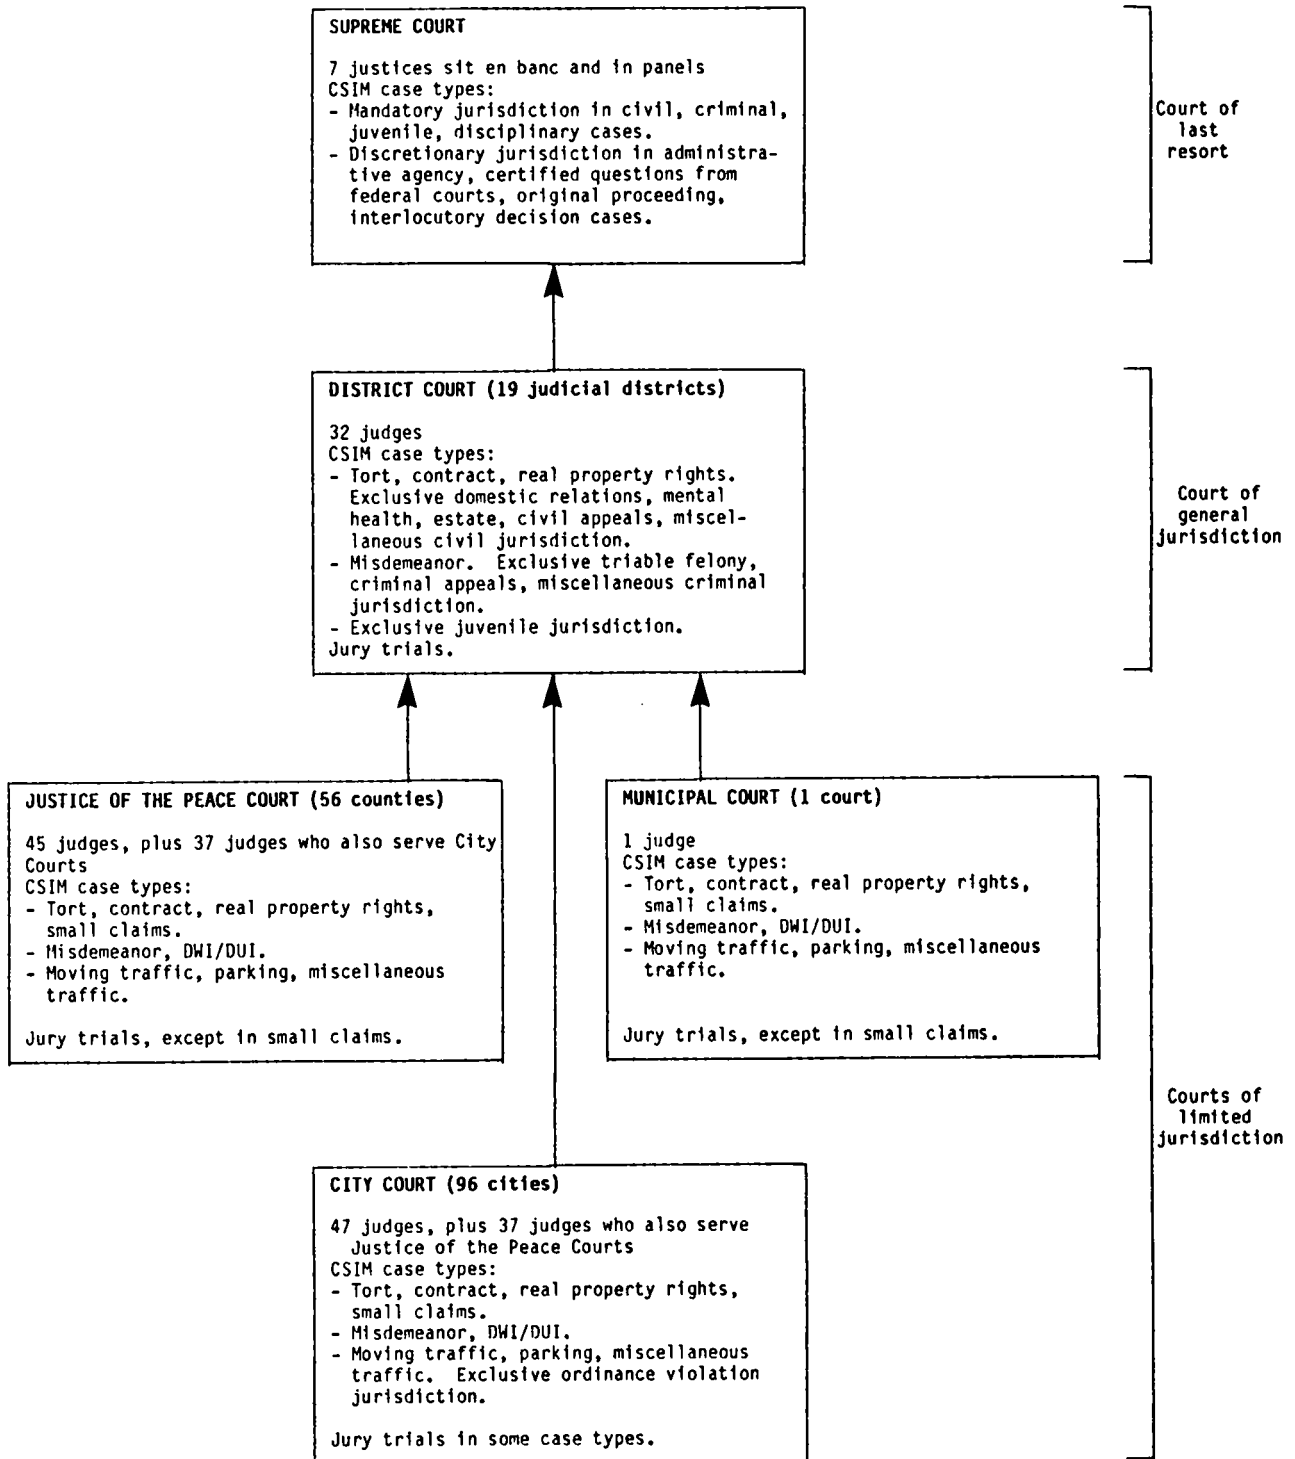 SUPREME COURT
7 justices sit en banc and in panels
CSIM case types:
- Mandatory jurisdiction in civil, criminal,
juvenile, disciplinary cases.
- Discretionary jurisdiction in administra-
tive agency, certified questions from
federal courts, original proceeding,
interlocutory decision cases.
Court of
last
resort
DISTRICT COURT (19 judicial districts)
32 judges
CSIM case types:
- Tort, contract, real property rights.
Exclusive domestic relations, mental
health, estate, civil appeals, miscel-
laneous civil jurisdiction.
- Misdemeanor. Exclusive triable felony,
criminal appeals, miscellaneous criminal
jurisdiction.
- Exclusive juvenile jurisdiction.
Jury trials.
Court of
general
jurisdiction
JUSTICE OF THE PEACE COURT (56 counties)
45 judges, plus 37 judges who also serve City
Courts
CSIM case types:
- Tort, contract, real property rights,
small claims.
- Misdemeanor, DWI/DUI.
- Moving traffic, parking, miscellaneous
traffic.
Jury trials, except in small claims.
MUNICIPAL COURT (1 court)
1 judge
CSIM case types:
- Tort, contract, real property rights,
small claims.
- Misdemeanor, DWI/DUI.
- Moving traffic, parking, miscellaneous
traffic.
Jury trials, except in small claims.
Courts of
limited
jurisdiction
CITY COURT (96 cities)
47 judges, plus 37 judges who also serve
Justice of the Peace Courts
CSIM case types:
- Tort, contract, real property rights,
small claims.
- Misdemeanor, DWI/DUI.
- Moving traffic, parking, miscellaneous
traffic. Exclusive ordinance violation
jurisdiction.
Jury trials in some case types.